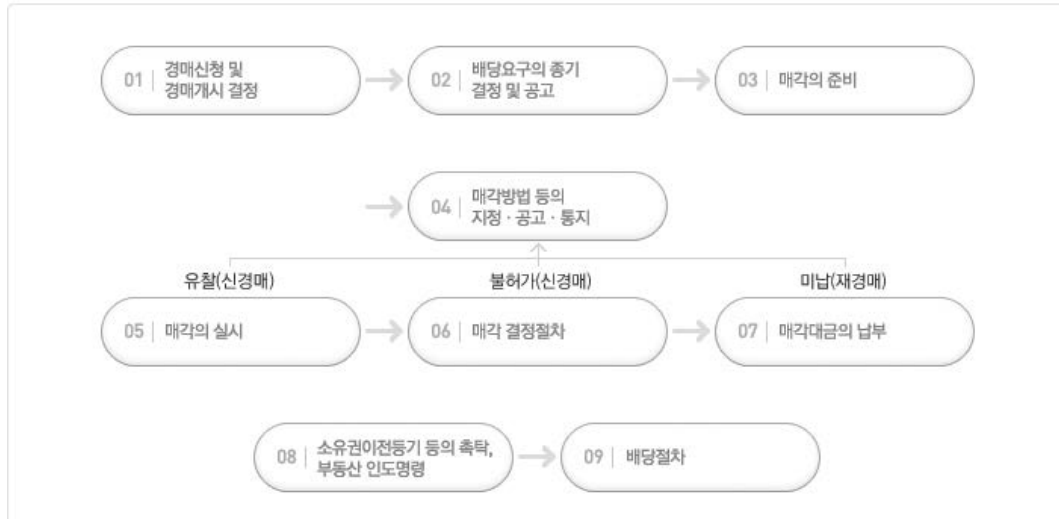 01 경매신청 및
경매개시 결정
02 배당요구의 종기
결정 및 공고
03 매각의 준비
04 매각방법 등의
지정 · 공고 · 통지
유찰(신경매)
불허가(신경매)
미납(재경매)
05 매각의 실시
06 매각 결정절차
07 매각대금의 납부
08 소유권이전등기 등의 촉탁,
부동산 인도명령
09 배당절차